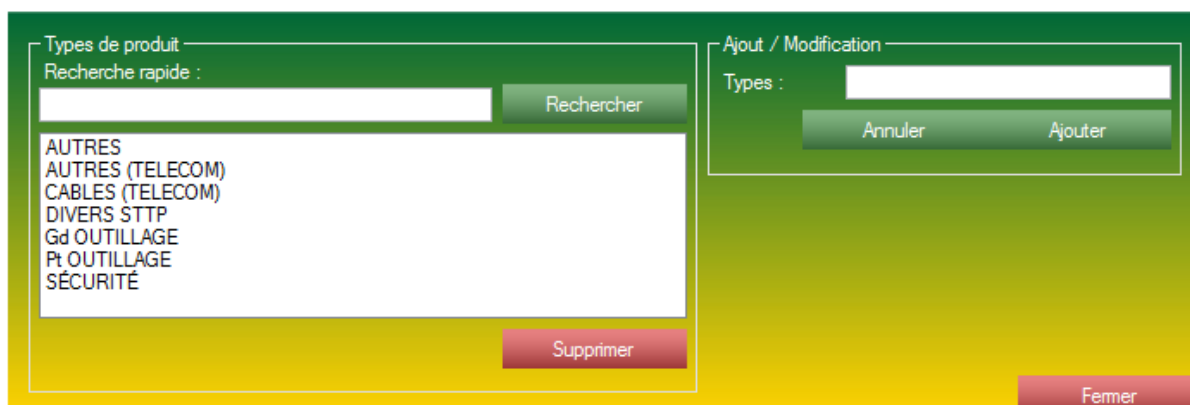 Types de produit
Recherche rapide :
Rechercher
AUTRES
AUTRES (TELECOM)
CABLES (TELECOM)
DIVERS STTP
Gd OUTILLAGE
Pt OUTILLAGE
SÉCURITÉ
Supprimer
Ajout / Modification
Types :
Annuler Ajouter
Fermer